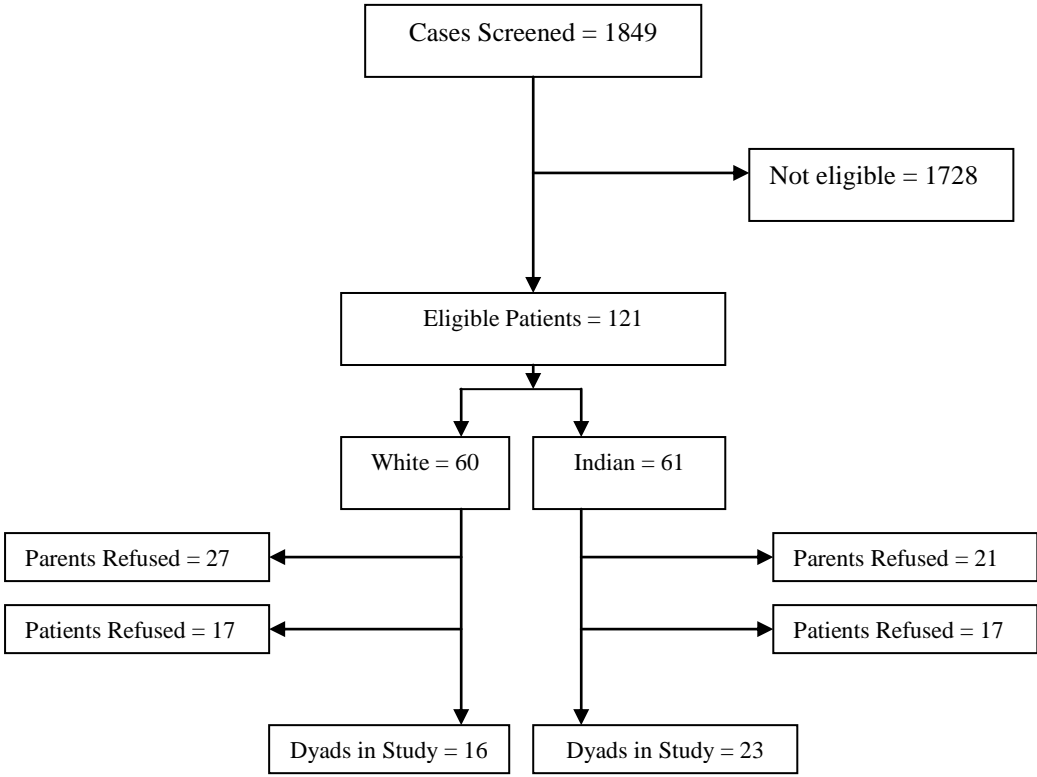 Cases Screened = 1849
Not eligible = 1728
Eligible Patients = 121
White = 60
Indian = 61
Parents Refused = 27
Parents Refused = 21
Patients Refused = 17
Patients Refused = 17
Dyads in Study = 16
Dyads in Study = 23